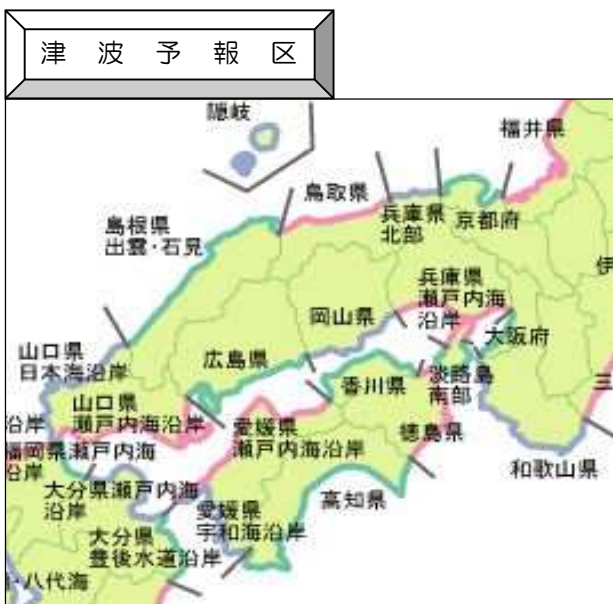 津波予報区
隠岐
福井県
鳥取県
兵庫県
北部
京都府
島根県
出雲・石見
兵庫県
瀬戸内海
沿岸
伊
岡山県
大阪府
山口県
日本海沿岸
広島県
香川県
淡路島
南部
三
山口県
瀬戸内海沿岸
愛媛県
瀬戸内海沿岸
徳島県
沿岸
福岡県瀬戸内海
沿岸
和歌山県
大分県瀬戸内海
沿岸
愛媛県
宇和海沿岸
高知県
大分県
豊後水道沿岸
・八代海